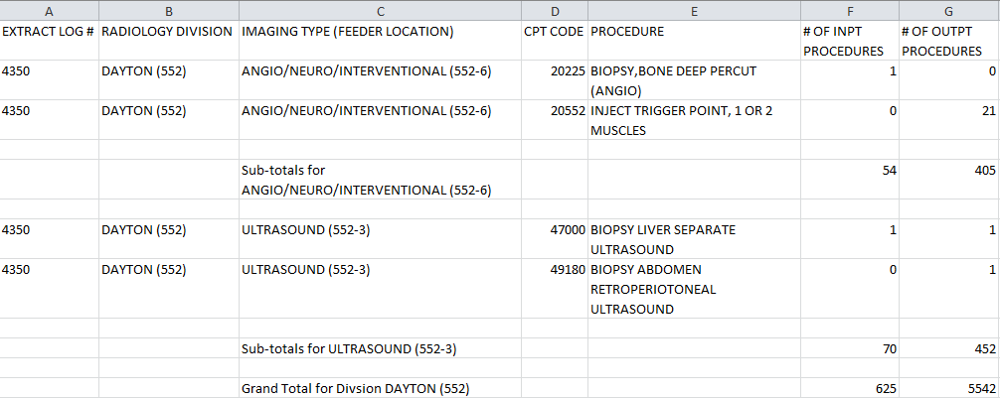 A B C D E F G
EXTRACT LOG # RADIOLOGY DIVISION IMAGING TYPE (FEEDER LOCATION) CPT CODE PROCEDURE # OF INPT # OF OUTPT
PROCEDURES PROCEDURES
4350 DAYTON (552) ANGIO/NEURO/INTERVENTIONAL (552-6) 20225 BIOPSY,BONE DEEP PERCUT 1 0
(ANGIO)
4350 DAYTON (552) ANGIO/NEURO/INTERVENTIONAL (552-6) 20552 INJECT TRIGGER POINT, 1 OR 2 0 21
MUSCLES
Sub-totals for 54 405
ANGIO/NEURO/INTERVENTIONAL (552-6)
4350 DAYTON (552) ULTRASOUND (552-3) 47000 BIOPSY LIVER SEPARATE 1 1
ULTRASOUND
4350 DAYTON (552) ULTRASOUND (552-3) 49180 BIOPSY ABDOMEN 0 1
RETROPERIOTONEAL
ULTRASOUND
Sub-totals for ULTRASOUND (552-3) 70 452
Grand Total for Divsion DAYTON (552) 625 5542